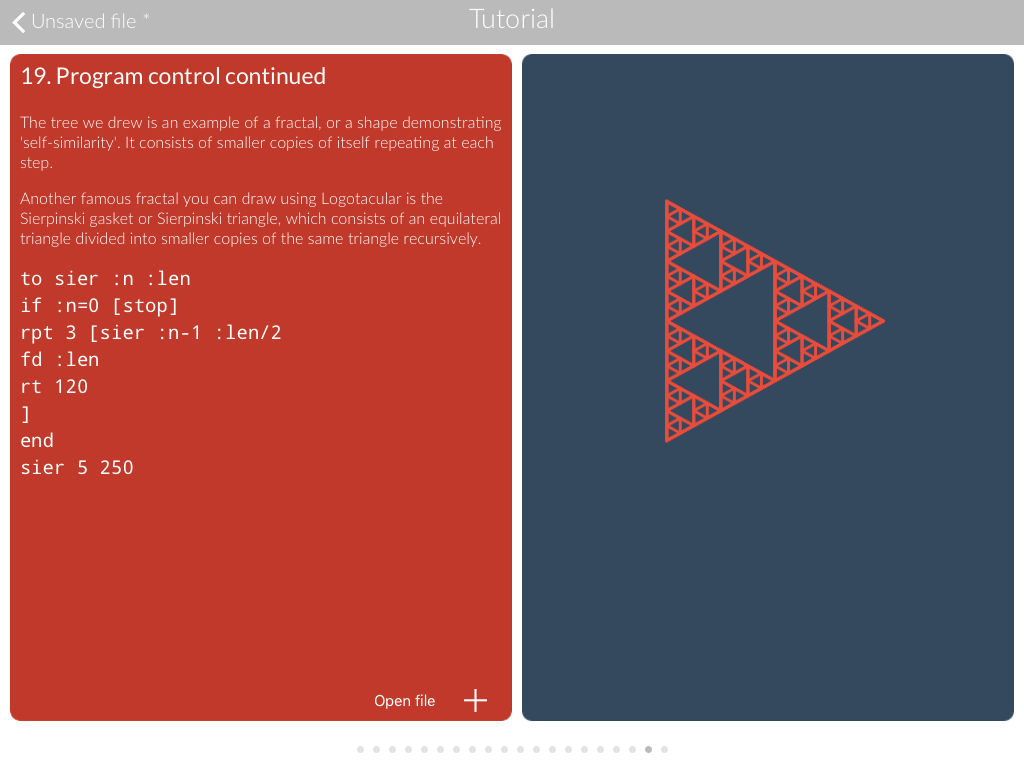 Unsaved file *
Tutorial
19. Program control continued
The tree we drew is an example of a fractal, or a shape demonstrating
'self-similarity'. It consists of smaller copies of itself repeating at each
step.
Another famous fractal you can draw using Logotacular is the
Sierpinski gasket or Sierpinski triangle, which consists of an equilateral
triangle divided into smaller copies of the same triangle recursively.
to sier :n :len
if :n=0 [stop]
rpt 3 [sier :n-1 :len/2
fd :len
rt 120
]
end
sier 5 250
Open file